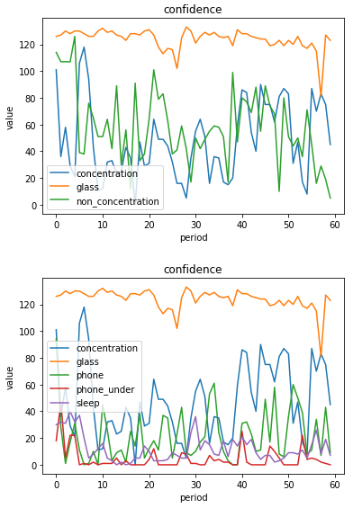 confidence
120
100
80
60
40
20
0
value
concentration
glass
non_concentration
0 10 20 30 40 50 60
period
confidence
120
100
80
60
40
20
0
value
concentration
glass
phone
phone_under
sleep
0 10 20 30 40 50 60
period